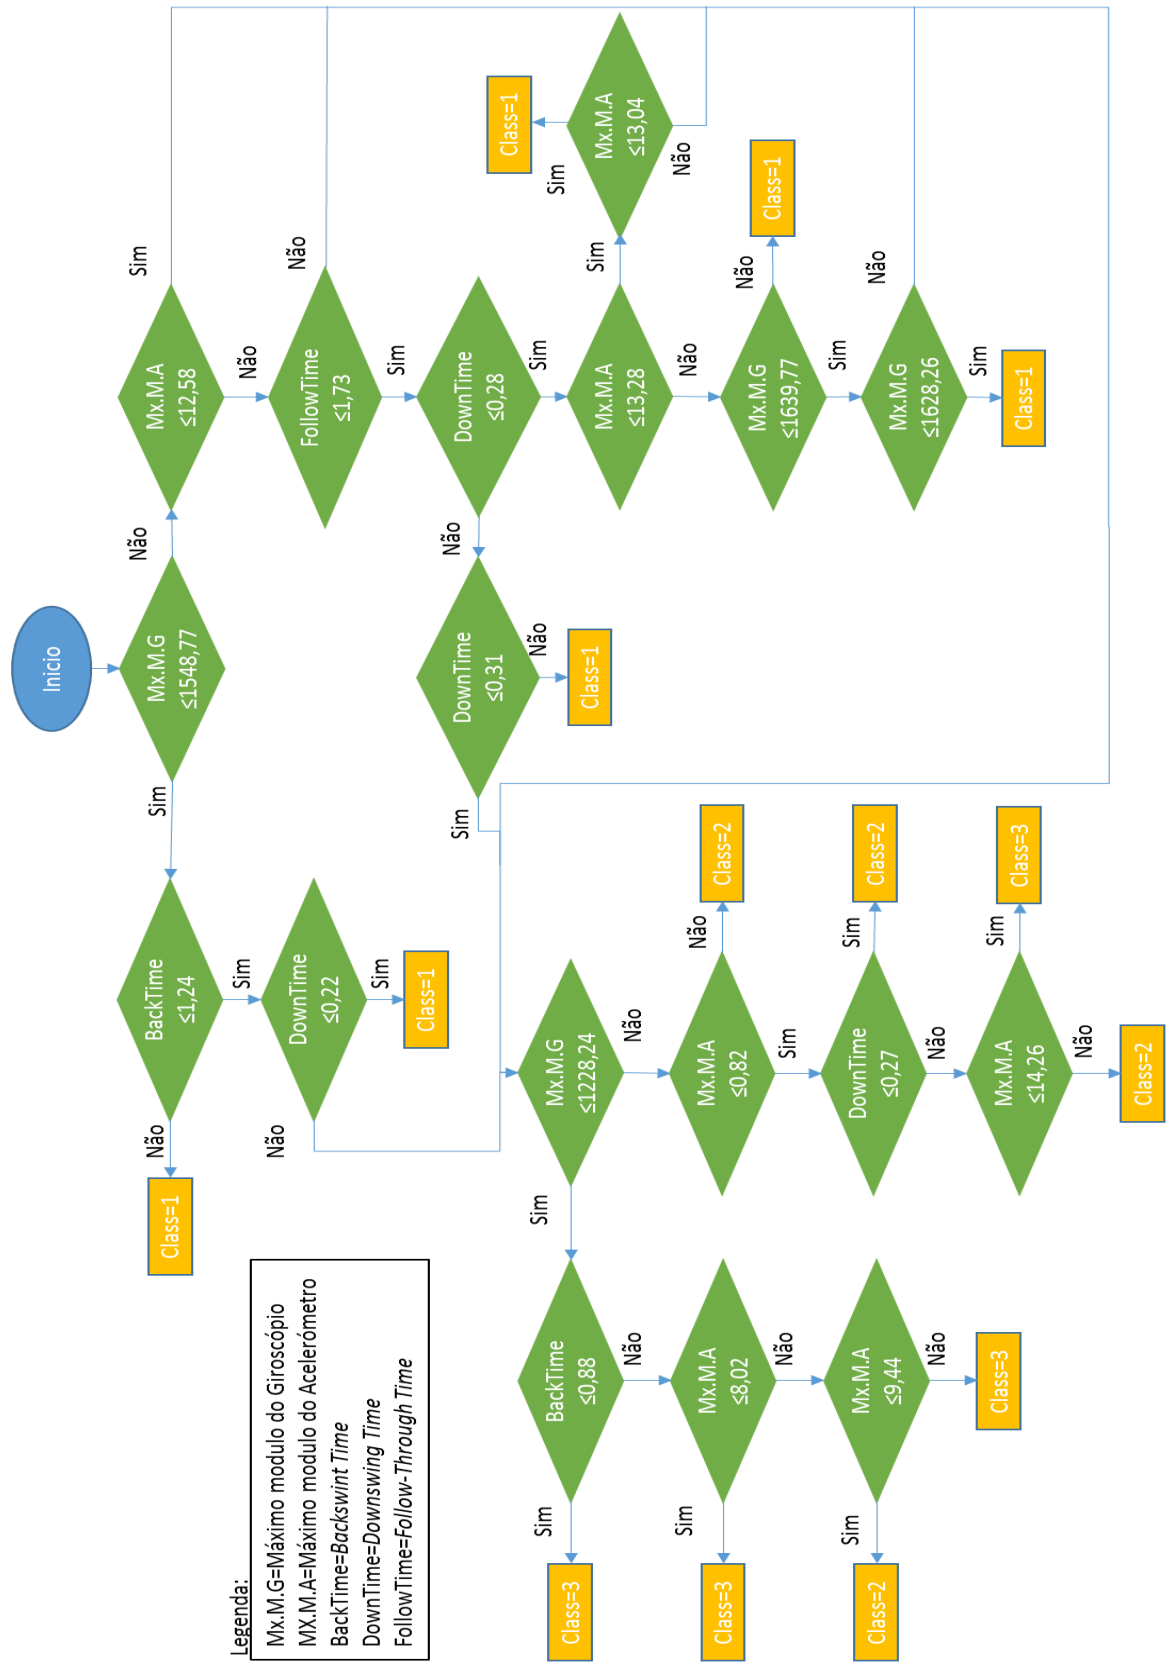 Inicio
Mx.M.G
≤1548,77
Sim
Não
BackTime
≤1,24
Não
Sim
Class=1
DownTime
≤0,22
Não
Sim
Class=1
Mx.M.A
≤12,58
Sim
Não
FollowTime
≤1,73
Não
Sim
DownTime
≤0,28
Não
Sim
DownTime
≤0,31
Sim
Não
Class=1
Mx.M.A
≤13,28
Sim
Não
Mx.M.A
≤13,04
Sim
Não
Class=1
Mx.M.G
≤1639,77
Não
Sim
Class=1
Mx.M.G
≤1628,26
Não
Sim
Class=1
Mx.M.G
≤1228,24
Sim
Não
Mx.M.A
≤0,82
Não
Sim
Class=2
DownTime
≤0,27
Sim
Não
Class=2
Mx.M.A
≤14,26
Sim
Não
Class=3
Class=2
BackTime
≤0,88
Sim
Não
Class=3
Mx.M.A
≤8,02
Sim
Não
Class=3
Mx.M.A
≤9,44
Sim
Não
Class=2
Class=3
Legenda:
Mx.M.G=Máximo modulo do Giroscópio
MX.M.A=Máximo modulo do Acelerómetro
BackTime=Backswint Time
DownTime=Downswing Time
FollowTime=Follow-Through Time